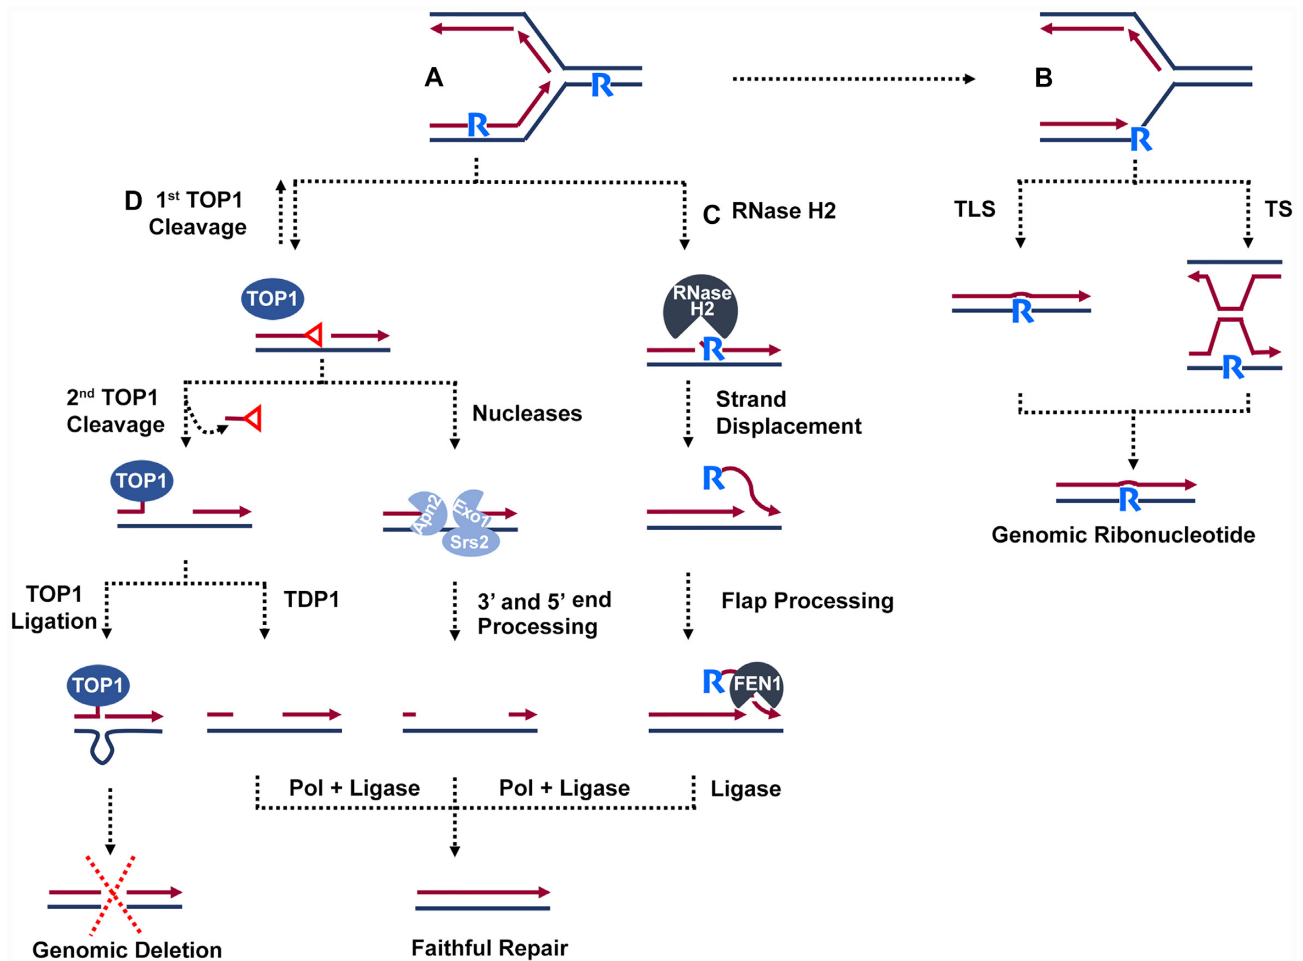 A
R
R
B
R
D 1st TOP1
Cleavage
C RNase H2
TLS
TS
TOP1
RNase
H2
R
R
R
2nd TOP1
Cleavage
Nucleases
Strand
Displacement
TOP1
Apn2
Exo1
Srs2
R
R
Genomic Ribonucleotide
TOP1
Ligation
TDP1
3’ and 5’ end
Processing
Flap Processing
TOP1
R
FEN1
Pol + Ligase
Pol + Ligase
Ligase
Genomic Deletion
Faithful Repair